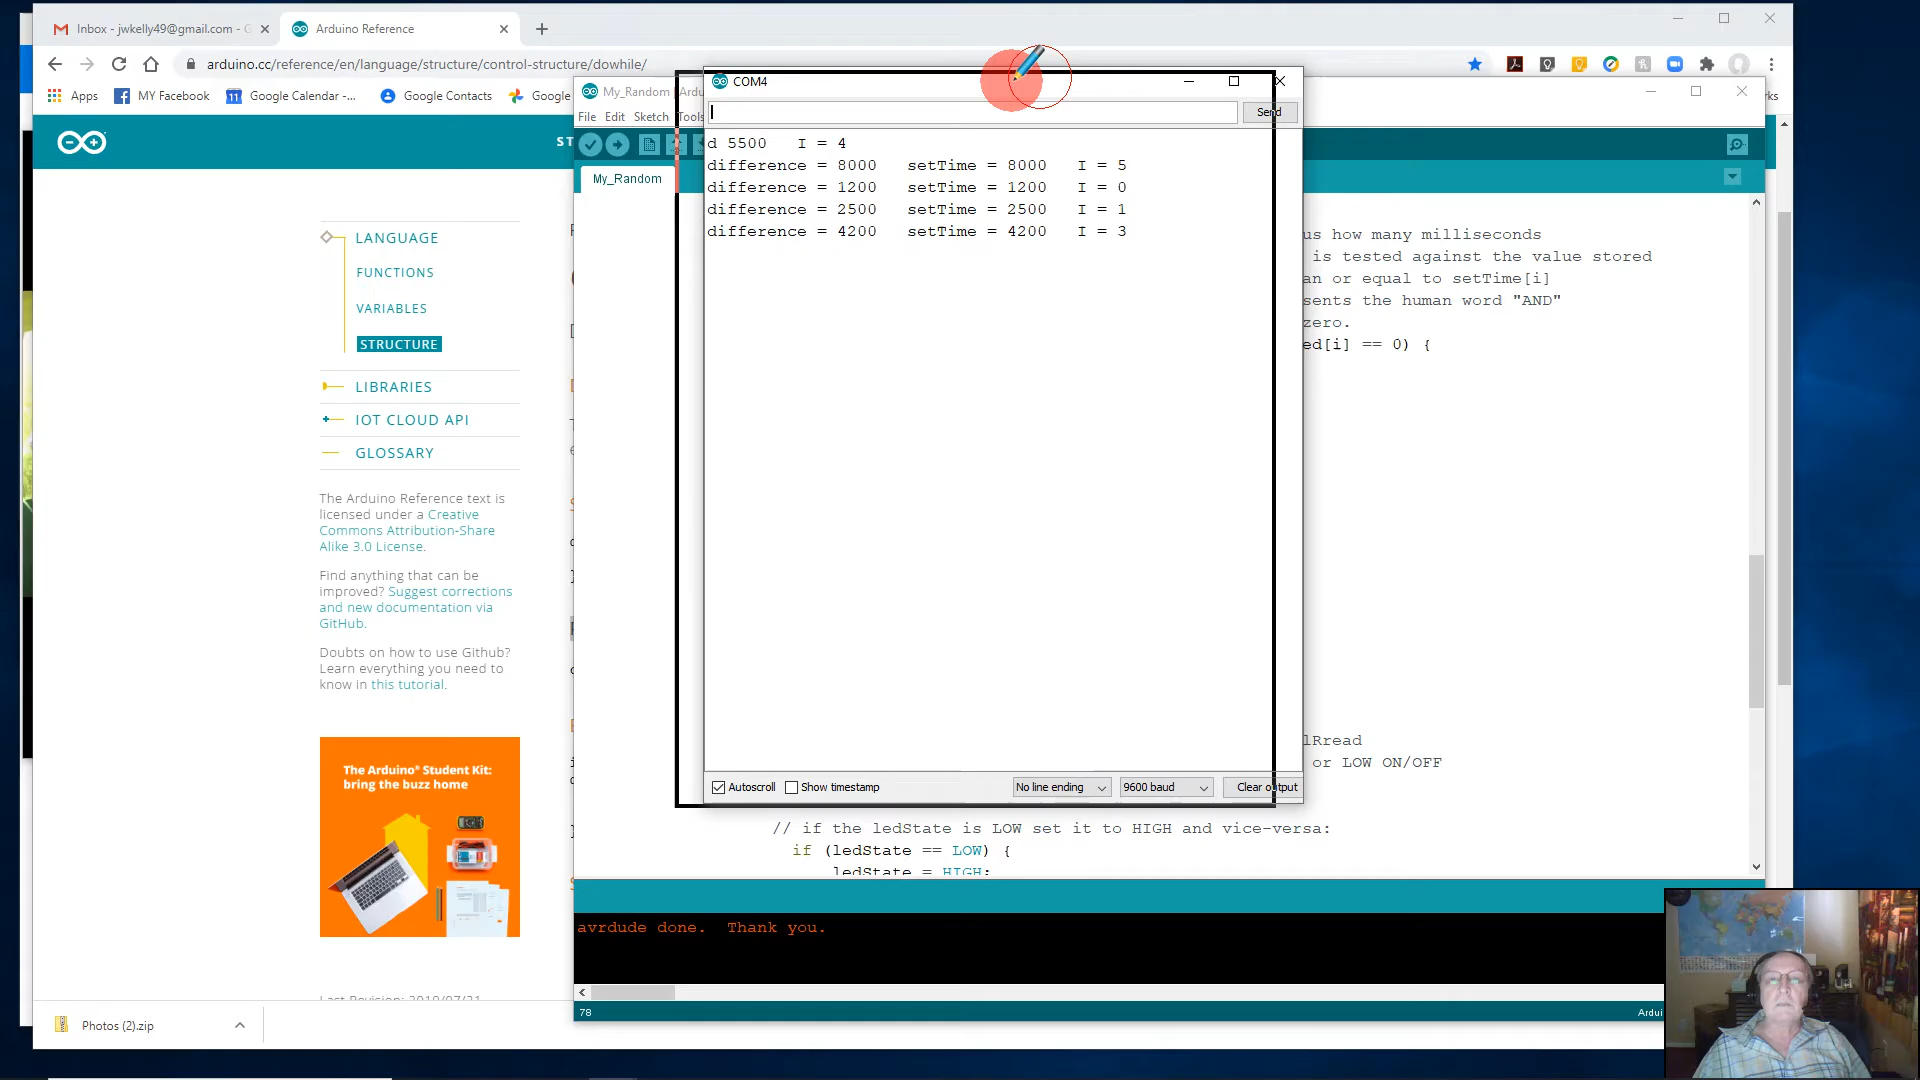 Inbox - jwkelly49@gmail.com - G
Arduino Reference
arduino.cc/reference/en/language/structure/control-structure/dowhile/
Apps
MY Facebook
Google Calendar -...
Google Contacts
Google
My_Random | Ardu
File Edit Sketch Tools
My_Random
COM4
Send
d 5500   I = 4
difference = 8000   setTime = 8000   I = 5
difference = 1200   setTime = 1200   I = 0
difference = 2500   setTime = 2500   I = 1
difference = 4200   setTime = 4200   I = 3
Autoscroll
Show timestamp
No line ending
9600 baud
Clear output
ST
LANGUAGE
FUNCTIONS
VARIABLES
STRUCTURE
LIBRARIES
IOT CLOUD API
GLOSSARY
The Arduino Reference text is
licensed under a Creative
Commons Attribution-Share
Alike 3.0 License.
Find anything that can be
improved? Suggest corrections
and new documentation via
GitHub.
Doubts on how to use Github?
Learn everything you need to
know in this tutorial.
The Arduino® Student Kit:
bring the buzz home
us how many milliseconds
is tested against the value stored
an or equal to setTime[i]
sents the human word "AND"
zero.
ed[i] == 0) {
lRread
or LOW ON/OFF
// if the ledState is LOW set it to HIGH and vice-versa:
if (ledState == LOW) {
ledState = HIGH;
avrdude done.  Thank you.
78
Ardui
Photos (2).zip